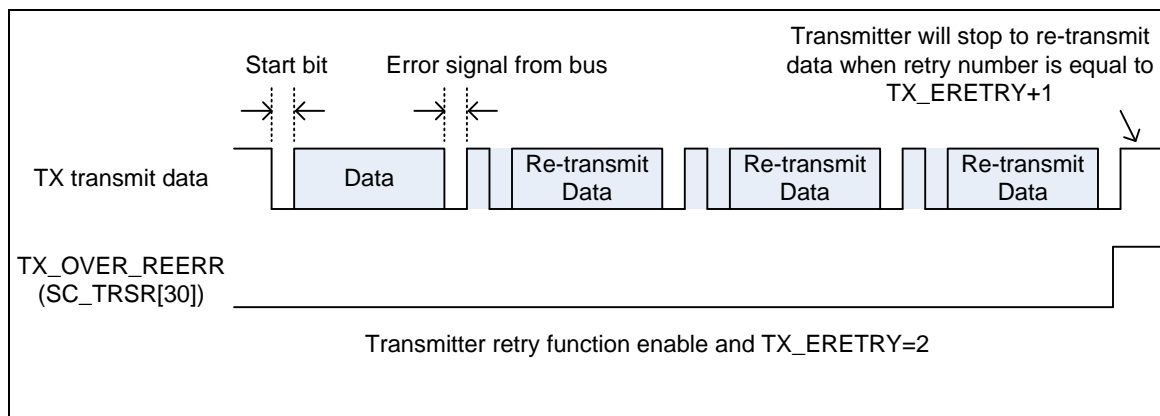 Transmitter will stop to re-transmit
data when retry number is equal to
TX_ERETRY+1
Start bit
Error signal from bus
TX transmit data
Data
Re-transmit
Data
Re-transmit
Data
Re-transmit
Data
TX_OVER_REERR
(SC_TRSR[30])
Transmitter retry function enable and TX_ERETRY=2